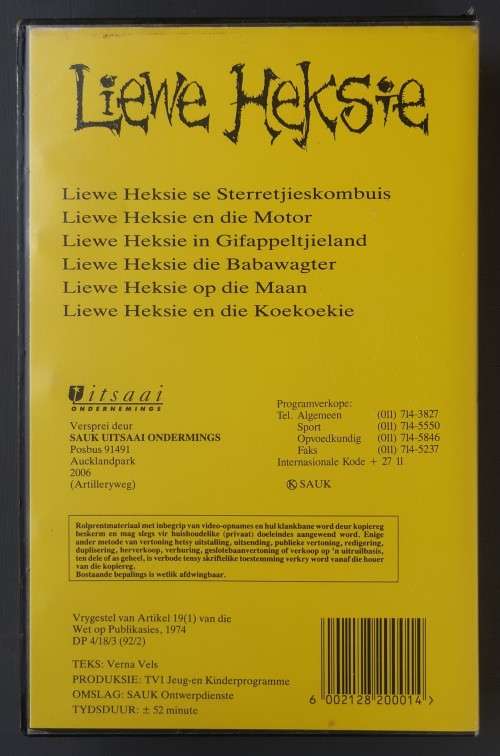 Liewe Heksie
Liewe Heksie se Sterretjieskombuis
Liewe Heksie en die Motor
Liewe Heksie in Gifappeltjieland
Liewe Heksie die Babawagter
Liewe Heksie op die Maan
Liewe Heksie en die Koekoekie
uitsaai
ONDERNEMINGS
Versprei deur
SAUK UITSAAI ONDERMINGS
Posbus 91491
Aucklandpark
2006
(Artilleryweg)
Programverkope:
Tel. Algemeen (011) 714-3827
Sport (011) 714-5550
Opvoedkundig (011) 714-5846
Faks (011) 714-5237
Internasionale Kode + 27 11
Ⓚ SAUK
Rolprentmateriaal met inbegrip van video-opnames en hul klankbane word deur kopiereg
beskerm en mag slegs vir huishoudelike (privaat) doeleindes aangewend word. Enige
ander metode van vertoning hetsy uitstalling, uitsending, publieke vertoning, redigering,
duplisering, herverkoop, verhuring, geslotebaanvertoning of verkoop op 'n uitruilbasis,
ten dele of as geheel, is verbode tensy skriftelike toestemming verkry word vanaf die houer
van die kopiereg.
Bostaande bepalings is wetlik afdwingbaar.
Vrygestel van Artikel 19(1) van die
Wet op Publikasies, 1974
DP 4/18/3 (92/2)
TEKS: Verna Vels
PRODUKSIE: TV1 Jeug-en Kinderprogramme
OMSLAG: SAUK Ontwerpdienste
TYDSDUUR: ± 52 minute
6 002128 200014 >